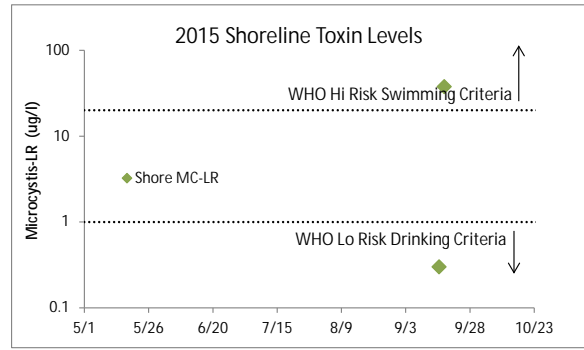 2015 Shoreline Toxin Levels
100
WHO Hi Risk Swimming Criteria
10
Microcystis-LR (ug/l)
Shore MC-LR
1
WHO Lo Risk Drinking Criteria
0.1
5/1 5/26 6/20 7/15 8/9 9/3 9/28 10/23